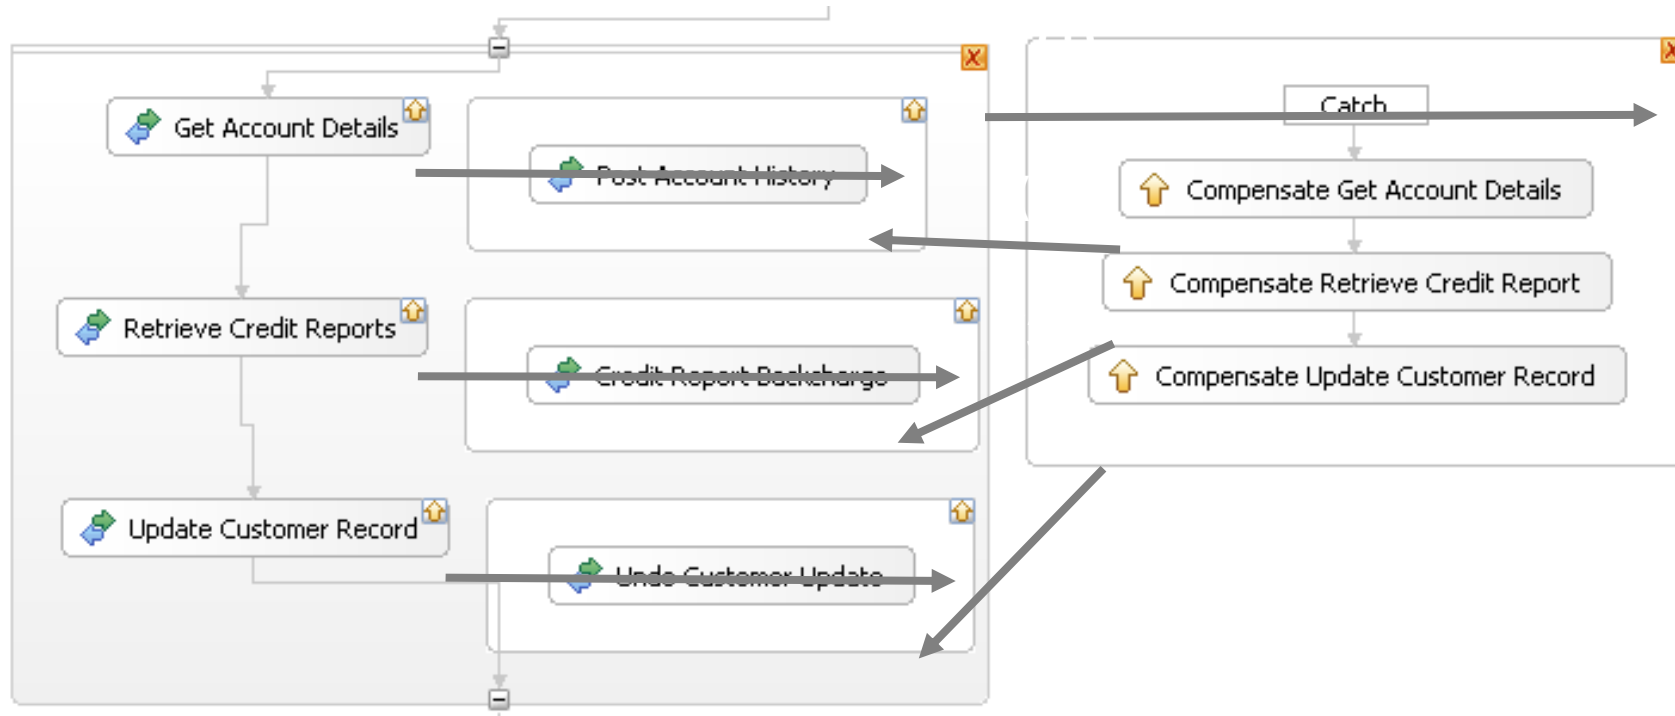 Get Account Details
Post Account History
Retrieve Credit Reports
Credit Report Backcharge
Update Customer Record
Undo Customer Update
Catch
Compensate Get Account Details
Compensate Retrieve Credit Report
Compensate Update Customer Record